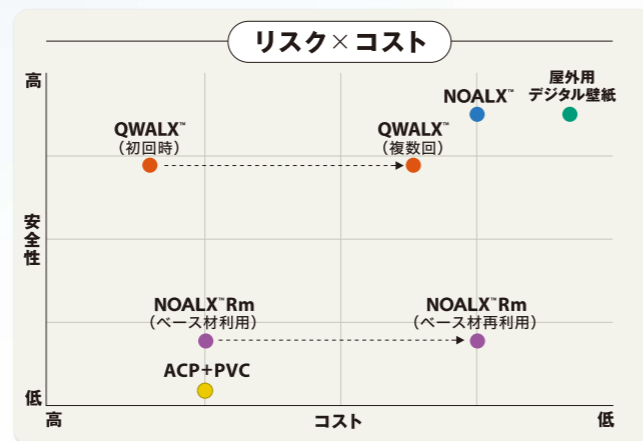 リスク×コスト
高
屋外用
デジタル壁紙
NOALX™
QWALX™
(初回時)
QWALX™
(複数回)
安全性
NOALX™Rm
(ベース材利用)
NOALX™Rm
(ベース材再利用)
ACP+PVC
低
高
コスト
低